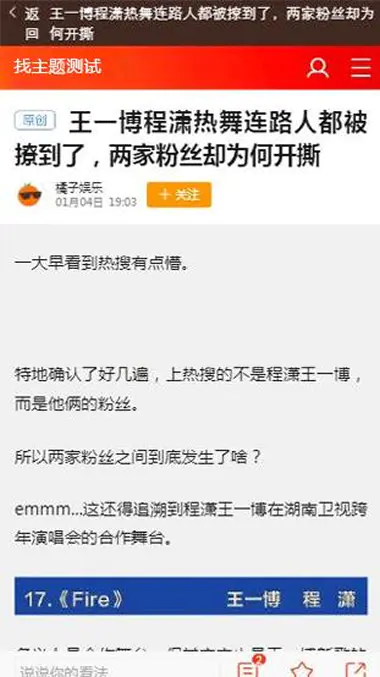 返回
王一博程潇热舞连路人都被撩到了，两家粉丝却为
何开撕
找主题测试
原创 王一博程潇热舞连路人都被
撩到了，两家粉丝却为何开撕
橘子娱乐
01月04日 19:03
+ 关注
一大早看到热搜有点懵。
特地确认了好几遍，上热搜的不是程潇王一博，
而是他俩的粉丝。
所以两家粉丝之间到底发生了啥？
emmm...这还得追溯到程潇王一博在湖南卫视跨
年演唱会的合作舞台。
17.《Fire》 王一博 程 潇
说说你的看法
2